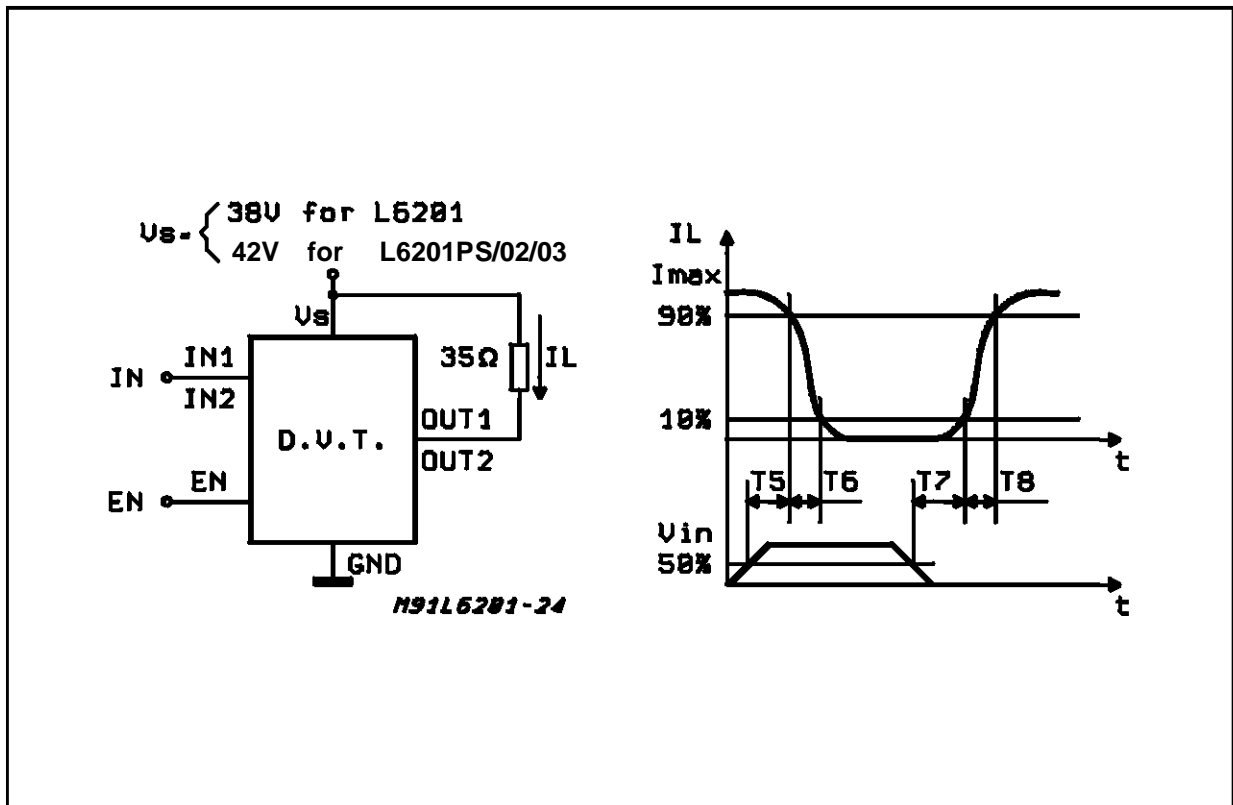 Vs= { 38V for L6201
42V for L6201PS/02/03
Vs
IN
IN1
IN2
EN
EN
D.U.T.
OUT1
OUT2
35Ω
IL
GND
M91L6201-24
IL
Imax
90%
10%
t
T5
T6
T7
T8
Vin
50%
t